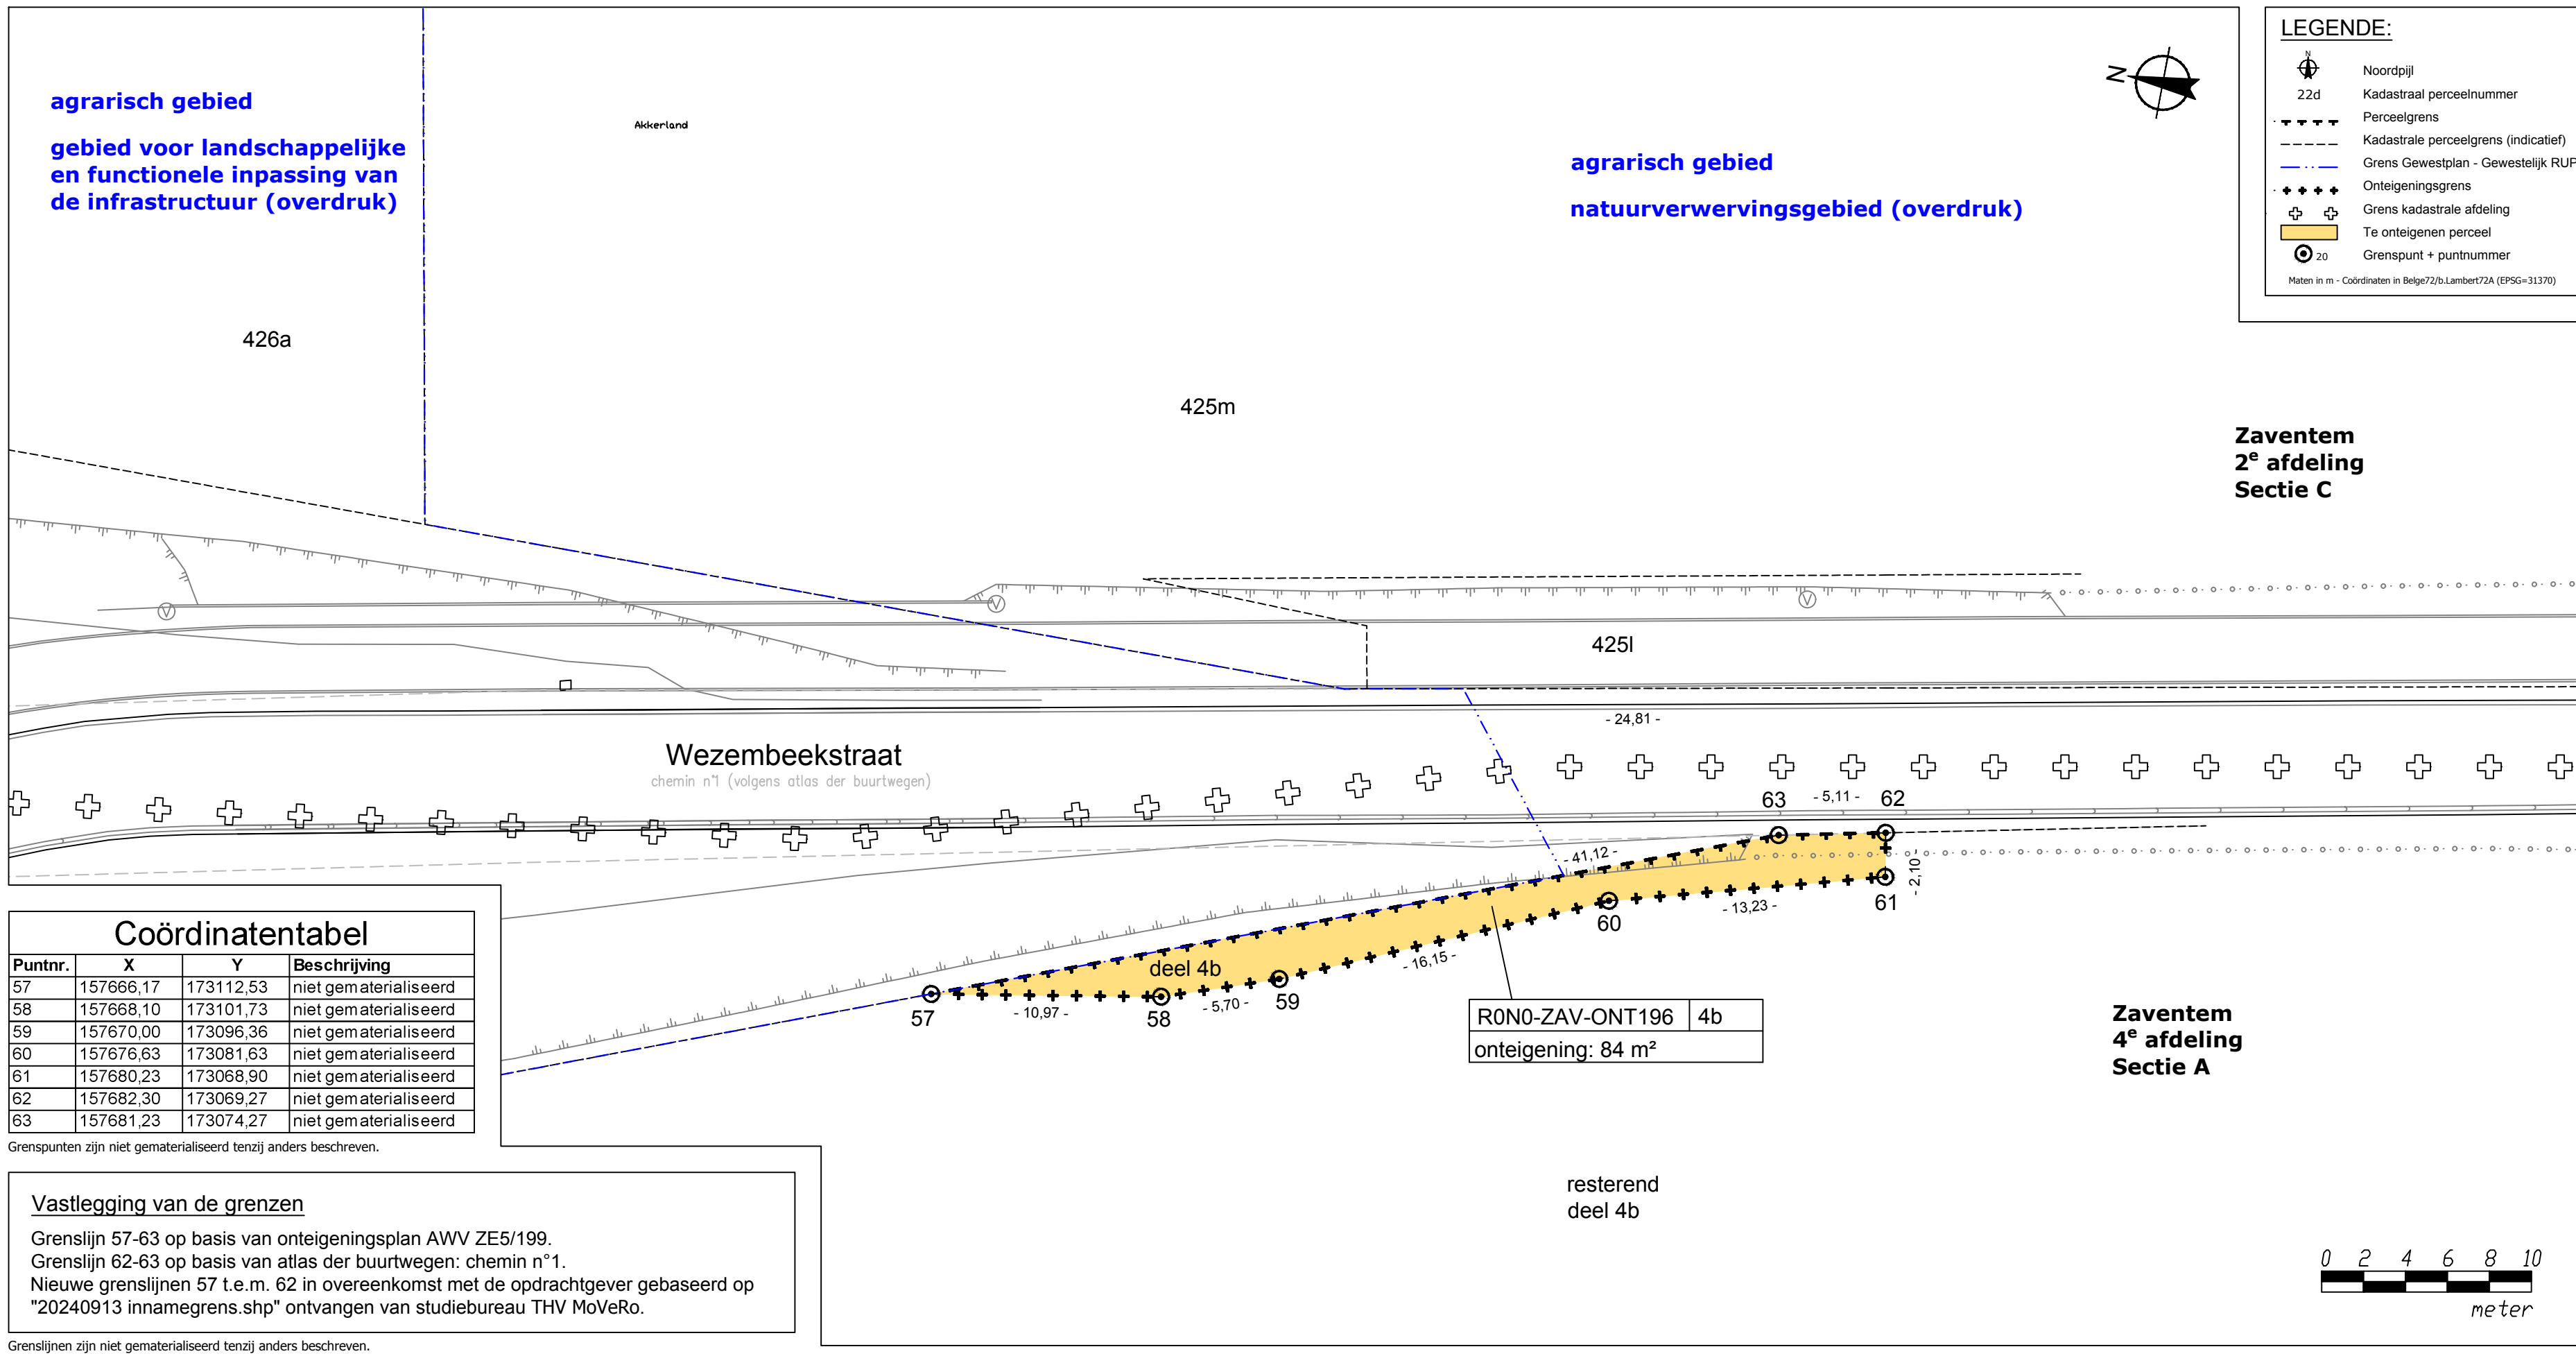 agrarisch gebied
gebied voor landschappelijke
en functionele inpassing van
de infrastructuur (overdruk)
Akkerland
agrarisch gebied
natuurverwervingsgebied (overdruk)
N
LEGENDE:
N
Noordpijl
22d Kadastraal perceelnummer
Perceelgrens
Kadastrale perceelgrens (indicatief)
Grens Gewestplan - Gewestelijk RUP
Onteigeningsgrens
Grens kadastrale afdeling
Te onteigenen perceel
20 Grenspunt + puntnummer
Maten in m - Coördinaten in Belge72/b.Lambert72A (EPSG=31370)
426a
425m
Zaventem
2e afdeling
Sectie C
V
V
V
425l
- 24,81 -
Wezembeekstraat
chemin n°1 (volgens atlas der buurtwegen)
63
- 5,11 -
62
- 41,12 -
- 2,10 -
61
60
- 13,23 -
- 16,15 -
deel 4b
59
- 5,70 -
58
- 10,97 -
57
R0N0-ZAV-ONT196 4b
onteigening: 84 m²
Zaventem
4e afdeling
Sectie A
Coördinatentabel
Puntnr. X Y Beschrijving
57 157666,17 173112,53 niet gematerialiseerd
58 157668,10 173101,73 niet gematerialiseerd
59 157670,00 173096,36 niet gematerialiseerd
60 157676,63 173081,63 niet gematerialiseerd
61 157680,23 173068,90 niet gematerialiseerd
62 157682,30 173069,27 niet gematerialiseerd
63 157681,23 173074,27 niet gematerialiseerd
Grenspunten zijn niet gematerialiseerd tenzij anders beschreven.
resterend
deel 4b
Vastlegging van de grenzen
Grenslijn 57-63 op basis van onteigeningsplan AWV ZE5/199.
Grenslijn 62-63 op basis van atlas der buurtwegen: chemin n°1.
Nieuwe grenslijnen 57 t.e.m. 62 in overeenkomst met de opdrachtgever gebaseerd op
"20240913 innamegrens.shp" ontvangen van studiebureau THV MoVeRo.
Grenslijnen zijn niet gematerialiseerd tenzij anders beschreven.
0 2 4 6 8 10
meter